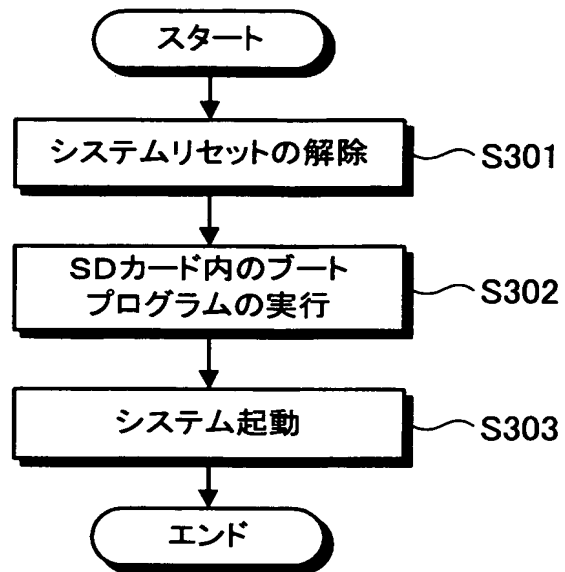 スタート
システムリセットの解除
S301
SDカード内のブート
プログラムの実行
S302
システム起動
S303
エンド